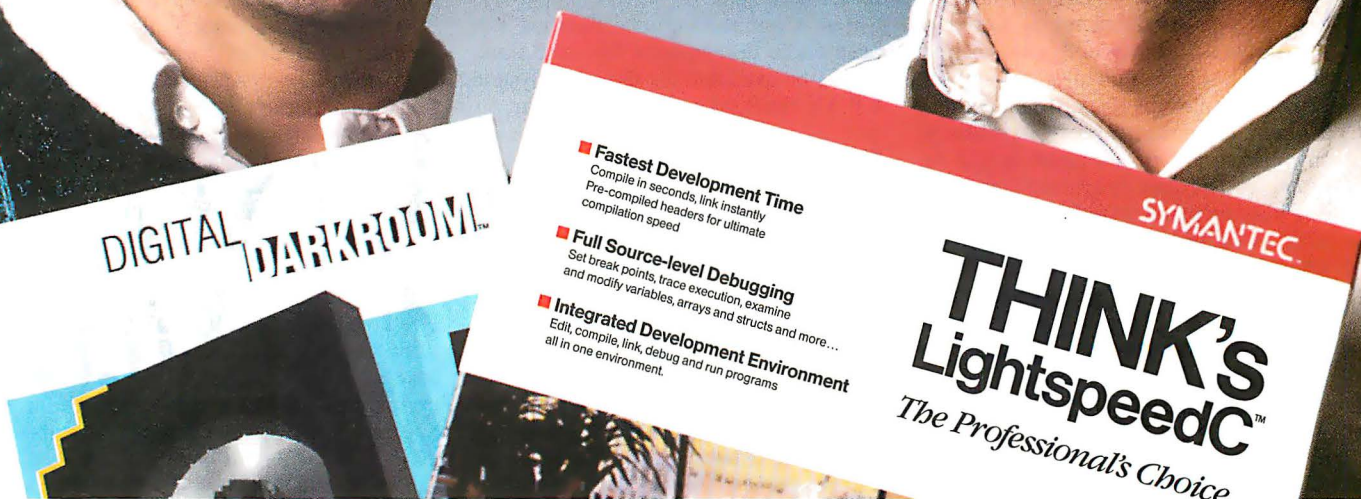 DIGITAL DARKROOM™
Fastest Development Time
Compile in seconds, link instantly
Pre-compiled headers for ultimate
compilation speed
Full Source-level Debugging
Set break points, trace execution, examine
and modify variables, arrays and structs and more…
Integrated Development Environment
Edit, compile, link, debug and run programs
all in one environment.
SYMANTEC™
THINK's
LightspeedC™
The Professional's Choice